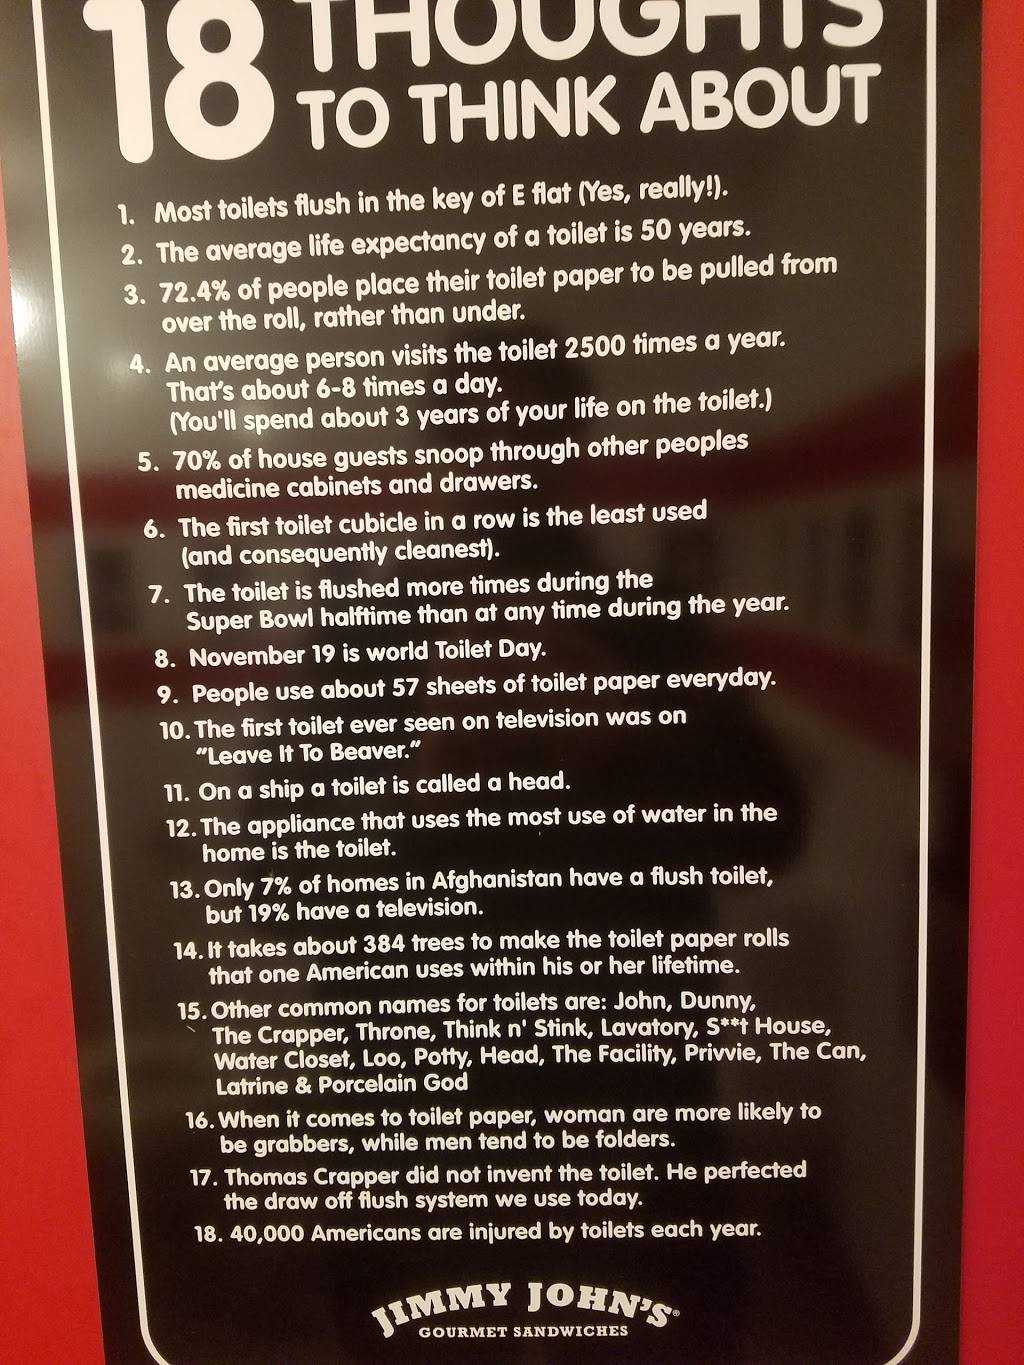 18 THOUGHTS
TO THINK ABOUT
1. Most toilets flush in the key of E flat (Yes, really!).
2. The average life expectancy of a toilet is 50 years.
3. 72.4% of people place their toilet paper to be pulled from
over the roll, rather than under.
4. An average person visits the toilet 2500 times a year.
That's about 6-8 times a day.
(You'll spend about 3 years of your life on the toilet.)
5. 70% of house guests snoop through other peoples
medicine cabinets and drawers.
6. The first toilet cubicle in a row is the least used
(and consequently cleanest).
7. The toilet is flushed more times during the
Super Bowl halftime than at any time during the year.
8. November 19 is world Toilet Day.
9. People use about 57 sheets of toilet paper everyday.
10. The first toilet ever seen on television was on
"Leave It To Beaver."
11. On a ship a toilet is called a head.
12. The appliance that uses the most use of water in the
home is the toilet.
13. Only 7% of homes in Afghanistan have a flush toilet,
but 19% have a television.
14. It takes about 384 trees to make the toilet paper rolls
that one American uses within his or her lifetime.
15. Other common names for toilets are: John, Dunny,
The Crapper, Throne, Think n' Stink, Lavatory, S**t House,
Water Closet, Loo, Potty, Head, The Facility, Privvie, The Can,
Latrine & Porcelain God
16. When it comes to toilet paper, woman are more likely to
be grabbers, while men tend to be folders.
17. Thomas Crapper did not invent the toilet. He perfected
the draw off flush system we use today.
18. 40,000 Americans are injured by toilets each year.
JIMMY JOHN'S®
GOURMET SANDWICHES